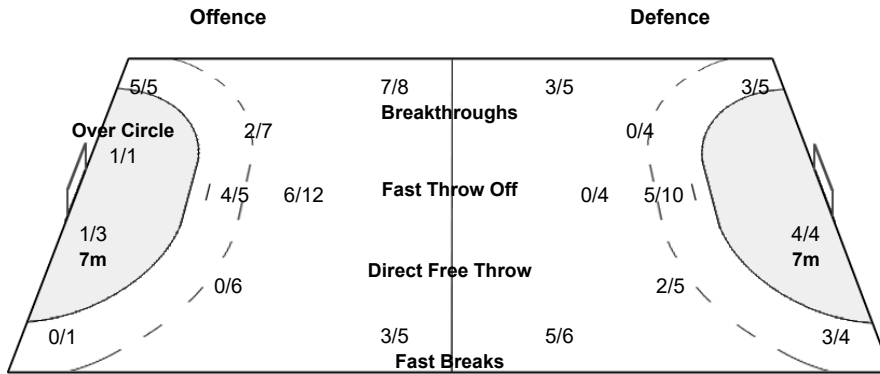 Offence Defence
5/5 7/8 3/5 3/5
Breakthroughs
Over Circle 2/7 0/4
1/1
4/5 6/12 Fast Throw Off 0/4 5/10
1/3 4/4
7m 7m
Direct Free Throw
0/6 2/5
0/1 3/5 5/6 3/4
Fast Breaks